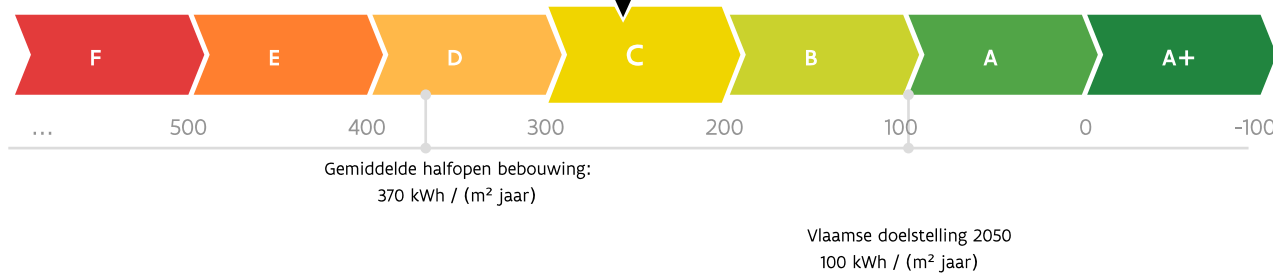 F E D C B A A+
... 500 400 300 200 100 0 -100
Gemiddelde halfopen bebouwing:
370 kWh / (m² jaar)
Vlaamse doelstelling 2050
100 kWh / (m² jaar)